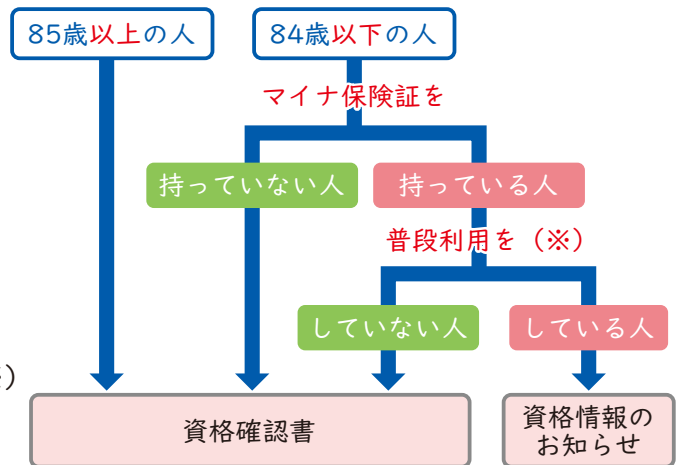 85歳以上の人
84歳以下の人
マイナ保険証を
持っていない人
持っている人
普段利用を（※）
していない人
している人
）
資格確認書
資格情報の
お知らせ